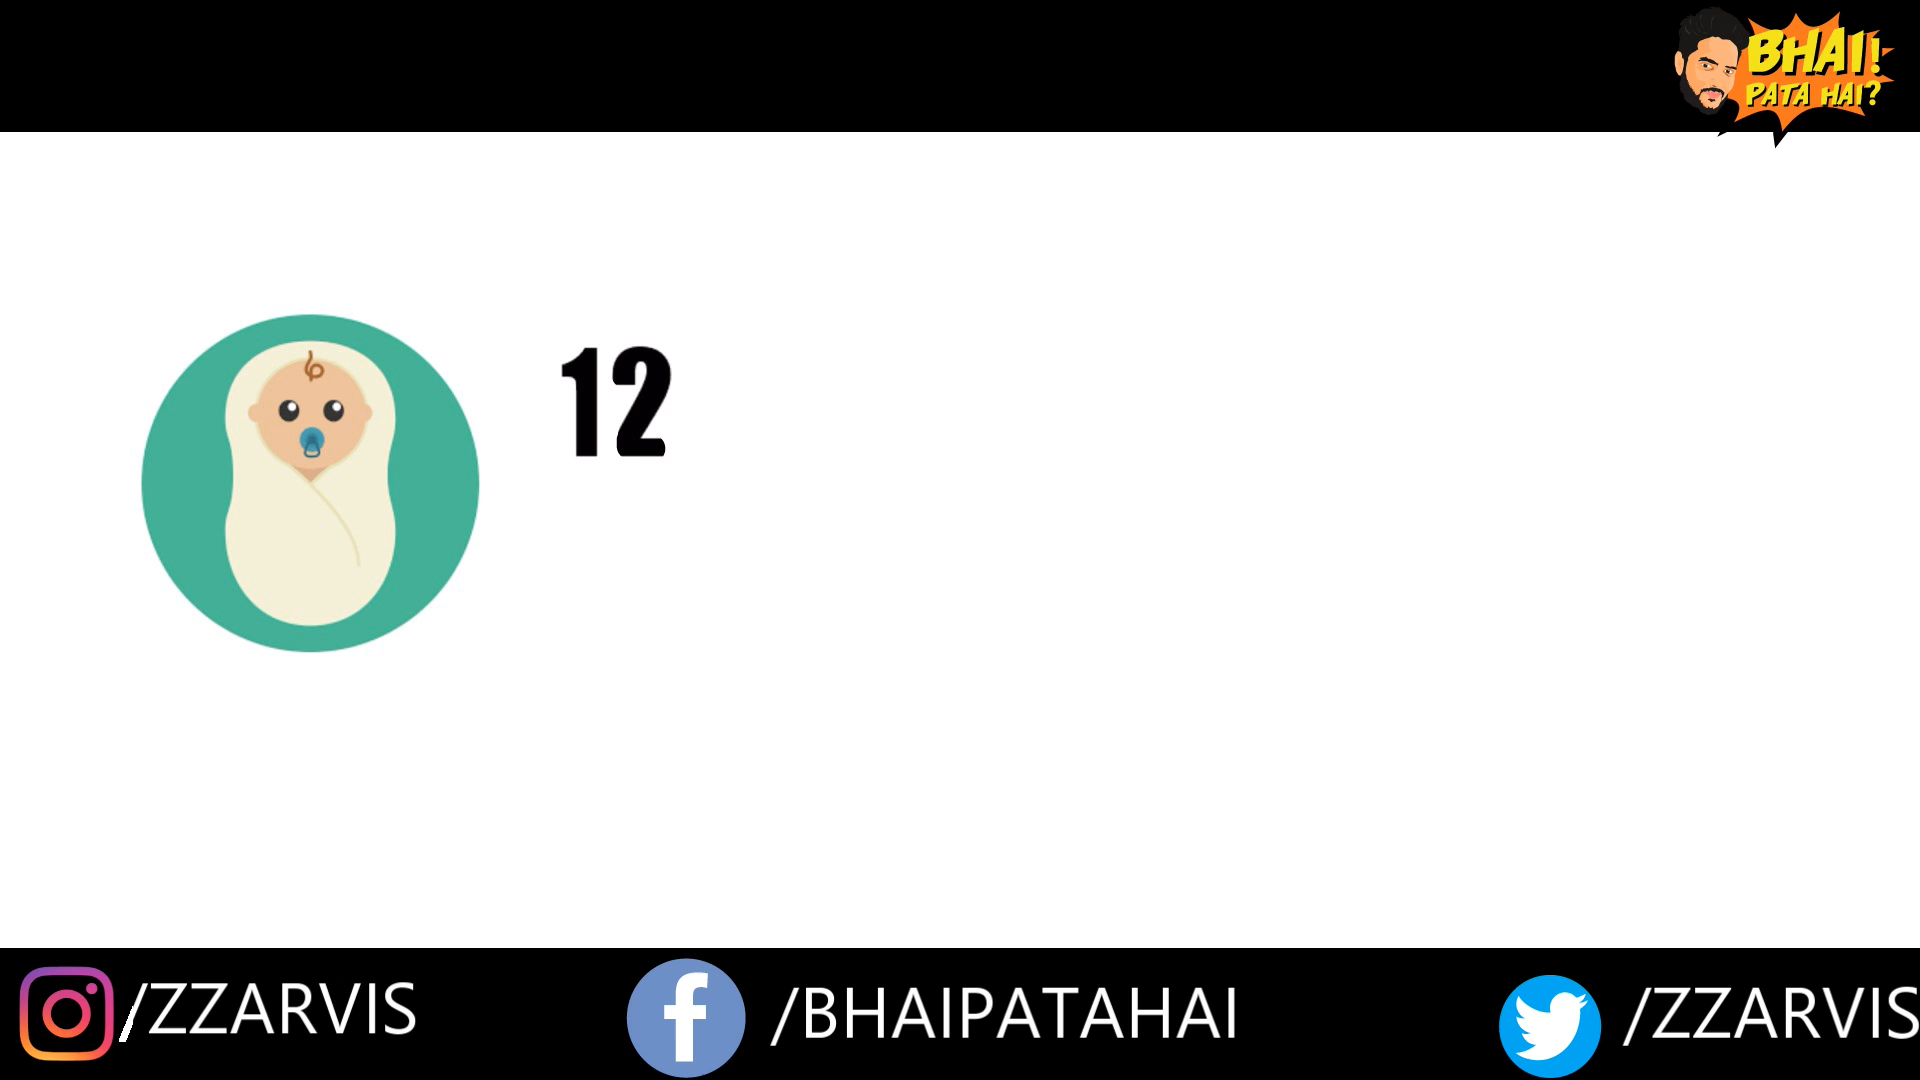 BHAI!
PATA HAI?
12
/ZZARVIS
/BHAIPATAHAI
/ZZARVIS